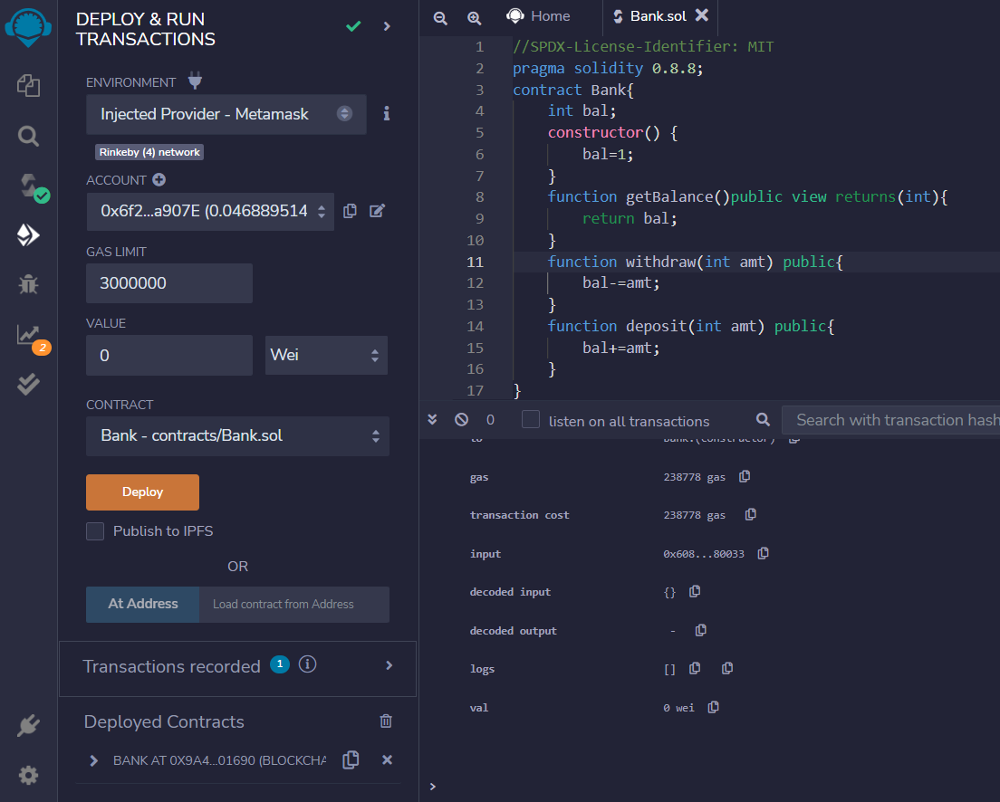 DEPLOY & RUN
TRANSACTIONS
ENVIRONMENT
Injected Provider - Metamask
Rinkeby (4) network
ACCOUNT
0x6f2...a907E (0.046889514
GAS LIMIT
3000000
VALUE
0
Wei
CONTRACT
Bank - contracts/Bank.sol
Deploy
Publish to IPFS
OR
At Address
Load contract from Address
Transactions recorded 1
Deployed Contracts
BANK AT 0X9A4...01690 (BLOCKCHA
2
Home
Bank.sol
1 //SPDX-License-Identifier: MIT
2 pragma solidity 0.8.8;
3 contract Bank{
4 int bal;
5 constructor() {
6 bal=1;
7 }
8 function getBalance()public view returns(int){
9 return bal;
10 }
11 function withdraw(int amt) public{
12 bal-=amt;
13 }
14 function deposit(int amt) public{
15 bal+=amt;
16 }
17 }
0
listen on all transactions
Search with transaction hash
to Bank.(constructor)
gas 238778 gas
transaction cost 238778 gas
input 0x608...80033
decoded input {}
decoded output -
logs []
val 0 wei
>